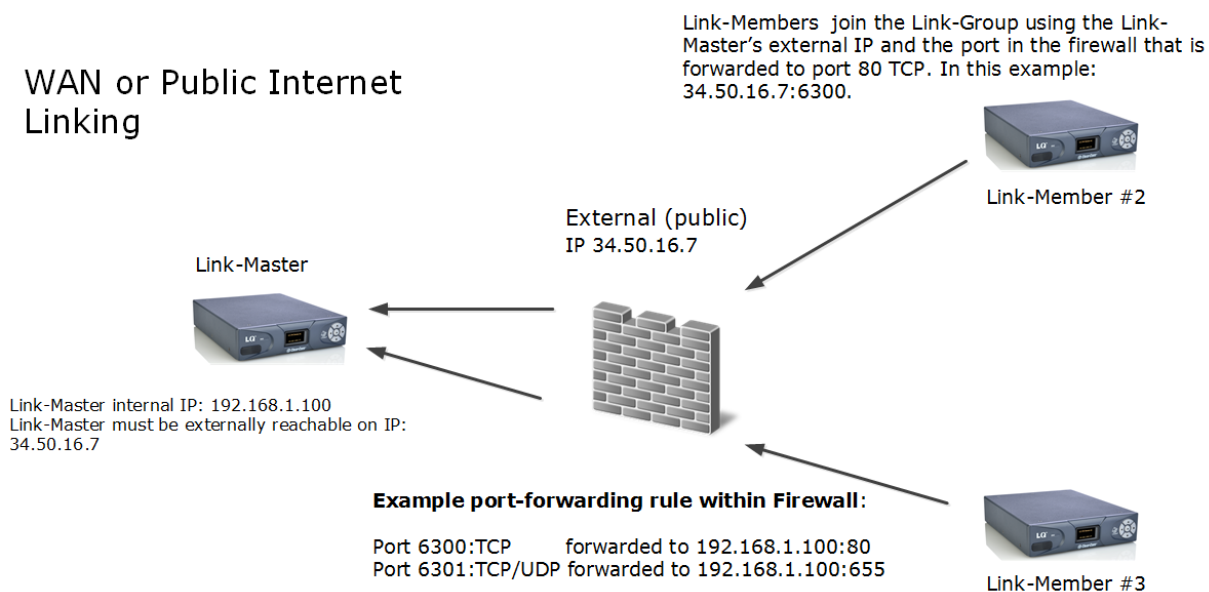 WAN or Public Internet
Linking
Link-Members join the Link-Group using the Link-
Master's external IP and the port in the firewall that is
forwarded to port 80 TCP. In this example:
34.50.16.7:6300.
LQ
Link-Member #2
External (public)
IP 34.50.16.7
Link-Master
LQ
Link-Master internal IP: 192.168.1.100
Link-Master must be externally reachable on IP:
34.50.16.7
Example port-forwarding rule within Firewall:
Port 6300:TCP forwarded to 192.168.1.100:80
Port 6301:TCP/UDP forwarded to 192.168.1.100:655
LQ
Link-Member #3